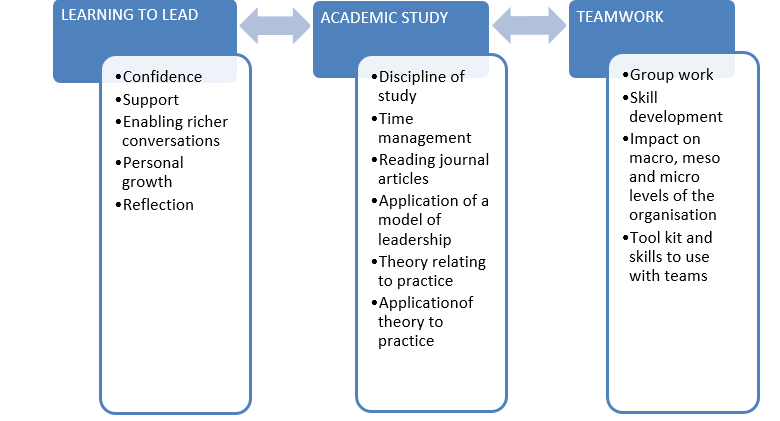 LEARNING TO LEAD
•Confidence
•Support
•Enabling richer
conversations
•Personal
growth
•Reflection
ACADEMIC STUDY
•Discipline of
study
•Time
management
•Reading journal
articles
•Application of a
model of
leadership
•Theory relating
to practice
•Applicationof
theory to
practice
TEAMWORK
•Group work
•Skill
development
•Impact on
macro, meso
and micro
levels of the
organisation
•Tool kit and
skills to use
with teams